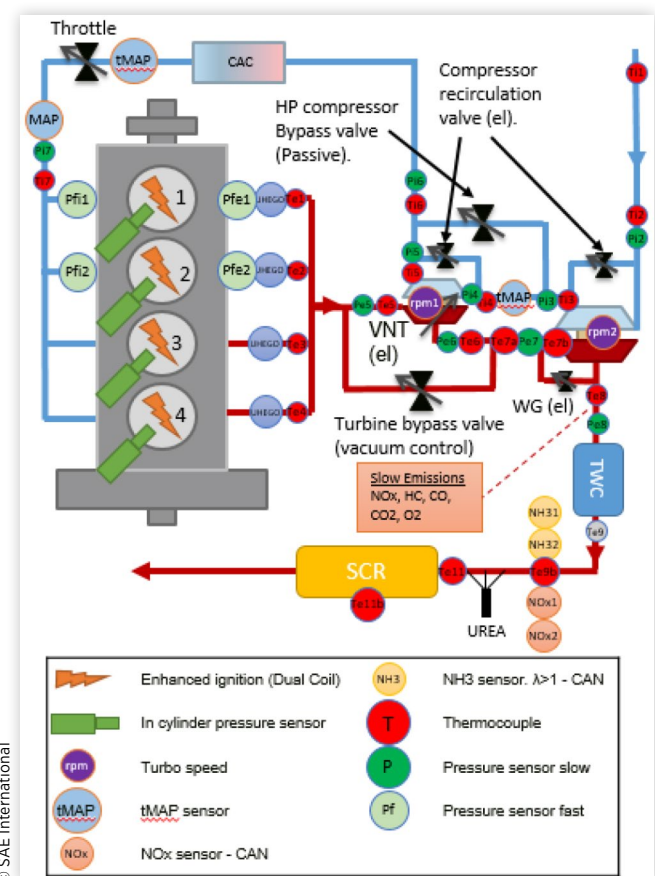 Throttle
tMAP
CAC
Compressor
recirculation
valve (el).
HP compressor
Bypass valve
(Passive).
Ti1
MAP
Pi7
Ti7
Pi6
Ti6
Ti2
Pi2
Pfi1
1
Pfe1
UHEGO
Te1
Pfi2
2
Pfe2
UHEGO
Te2
Pi5
Ti5
Pi4
Ti4
tMAP
Pi3
Ti3
Pe5
Te5
rpm1
rpm2
VNT
(el)
3
UHEGO
Te3
Pe6
Te6
Te7a
Pe7
Te7b
4
UHEGO
Te4
Turbine bypass valve
(vacuum control)
WG (el)
Te8
Pe8
Slow Emissions
NOx, HC, CO,
CO2, O2
TWC
NH31
Te9
NH32
SCR
Te11
Te9b
Te11b
NOx1
UREA
NOx2
Enhanced ignition (Dual Coil)
NH3
NH3 sensor. λ>1 - CAN
In cylinder pressure sensor
T
Thermocouple
rpm
Turbo speed
P
Pressure sensor slow
tMAP
tMAP sensor
Pf
Pressure sensor fast
NOx
NOx sensor - CAN
© SAE International